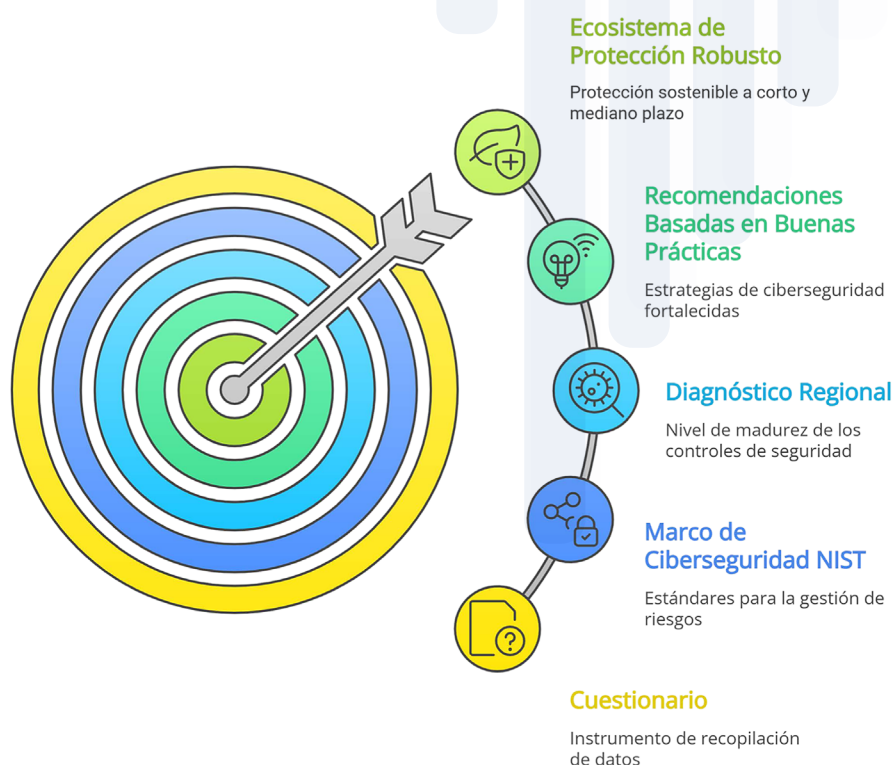 Ecosistema de
Protección Robusto
Protección sostenible a corto y
mediano plazo
Recomendaciones
Basadas en Buenas
Prácticas
Estrategias de ciberseguridad
fortalecidas
Diagnóstico Regional
Nivel de madurez de los
controles de seguridad
Marco de
Ciberseguridad NIST
Estándares para la gestión de
riesgos
Cuestionario
Instrumento de recopilación
de datos